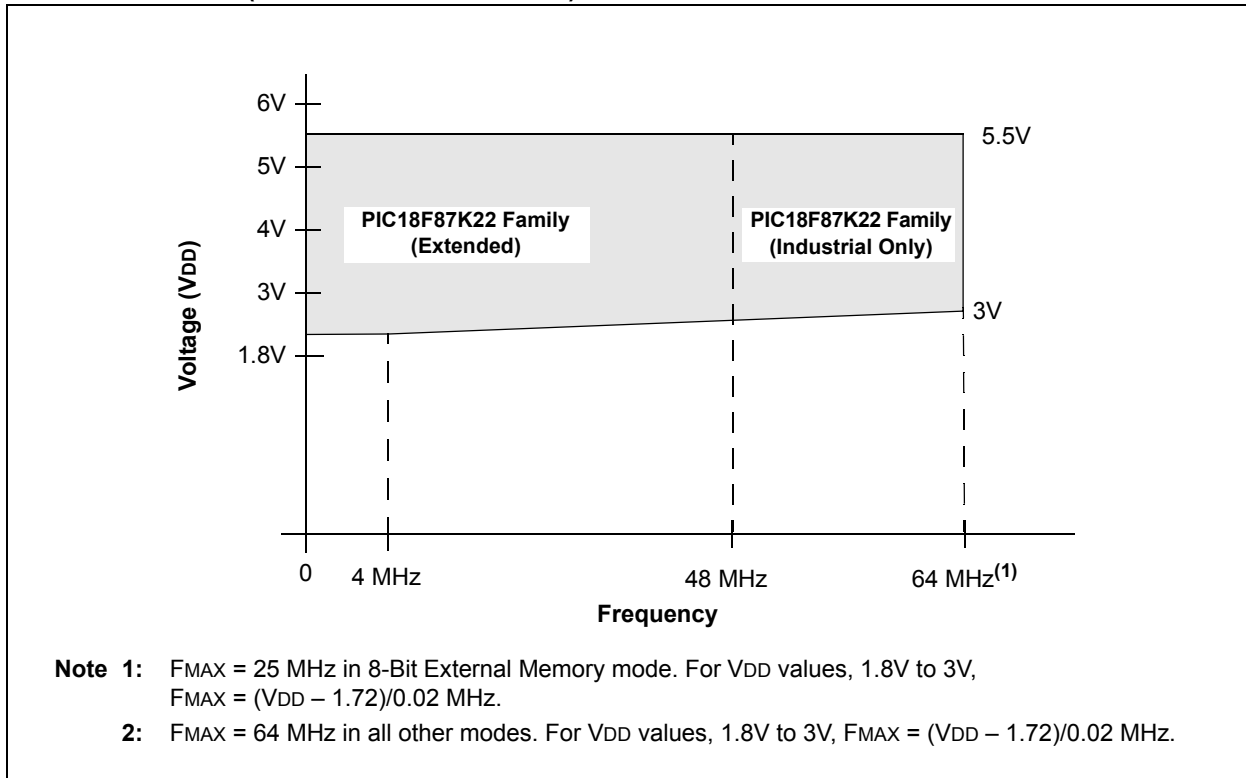 6V
5V
4V
3V
1.8V
5.5V
3V
PIC18F87K22 Family
(Extended)
PIC18F87K22 Family
(Industrial Only)
Voltage (VDD)
0
4 MHz
48 MHz
64 MHz(1)
Frequency
Note 1: FMAX = 25 MHz in 8-Bit External Memory mode. For VDD values, 1.8V to 3V,
FMAX = (VDD – 1.72)/0.02 MHz.
2: FMAX = 64 MHz in all other modes. For VDD values, 1.8V to 3V, FMAX = (VDD – 1.72)/0.02 MHz.